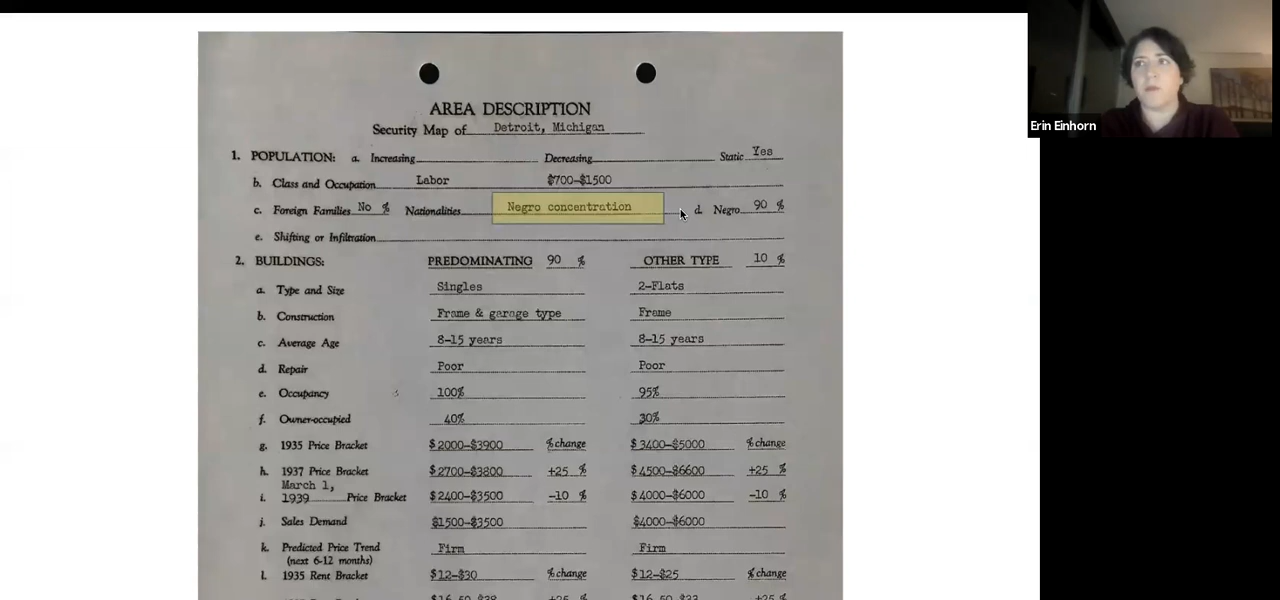 AREA DESCRIPTION
Security Map of Detroit, Michigan
1. POPULATION: a. Increasing Decreasing Static Yes
b. Class and Occupation Labor $700-$1500
c. Foreign Families No % Nationalities Negro concentration d. Negro 90 %
e. Shifting or Infiltration
2. BUILDINGS: PREDOMINATING 90 % OTHER TYPE 10 %
a. Type and Size Singles 2-Flats
b. Construction Frame & garage type Frame
c. Average Age 8-15 years 8-15 years
d. Repair Poor Poor
e. Occupancy 100% 95%
f. Owner-occupied 40% 30%
g. 1935 Price Bracket $2000-$3900 % change $3400-$5000 % change
h. 1937 Price Bracket $2700-$3800 +25 % $4500-$6600 +25 %
March 1,
i. 1939 Price Bracket $2400-$3500 -10 % $4000-$6000 -10 %
j. Sales Demand $1500-$3500 $4000-$6000
k. Predicted Price Trend Firm Firm
(next 6-12 months)
l. 1935 Rent Bracket $12-$30 % change $12-$25 % change
Erin Einhorn